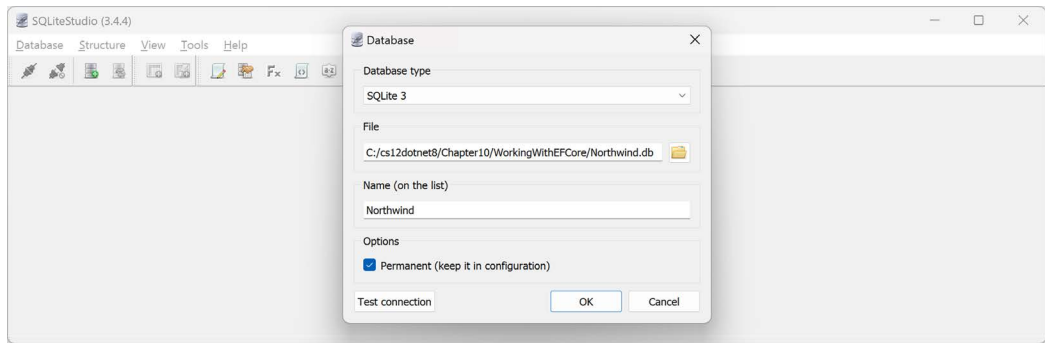 SQLiteStudio (3.4.4)
Database Structure View Tools Help
Database
Database type
SQLite 3
File
C:/cs12dotnet8/Chapter10/WorkingWithEFCore/Northwind.db
Name (on the list)
Northwind
Options
Permanent (keep it in configuration)
Test connection OK Cancel